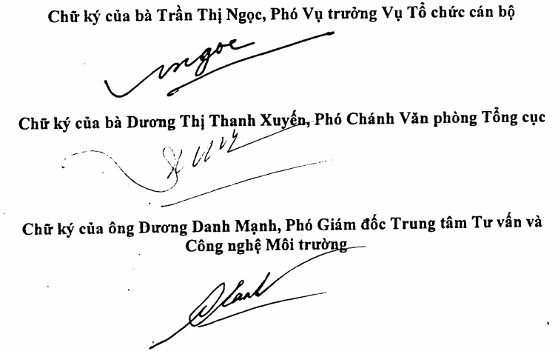 Chữ ký của bà Trần Thị Ngọc, Phó Vụ trưởng Vụ Tổ chức cán bộ
Ngoc
Chữ ký của bà Dương Thị Thanh Xuyến, Phó Chánh Văn phòng Tổng cục
Chữ ký của ông Dương Danh Mạnh, Phó Giám đốc Trung tâm Tư vấn và
Công nghệ Môi trường